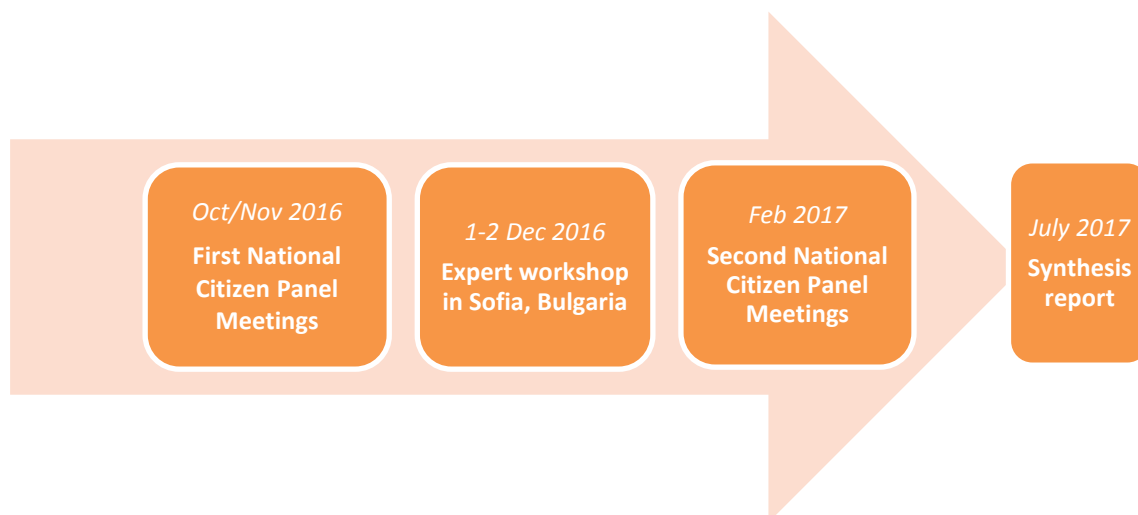 Oct/Nov 2016
First National
Citizen Panel
Meetings
1-2 Dec 2016
Expert workshop
in Sofia, Bulgaria
Feb 2017
Second National
Citizen Panel
Meetings
July 2017
Synthesis
report